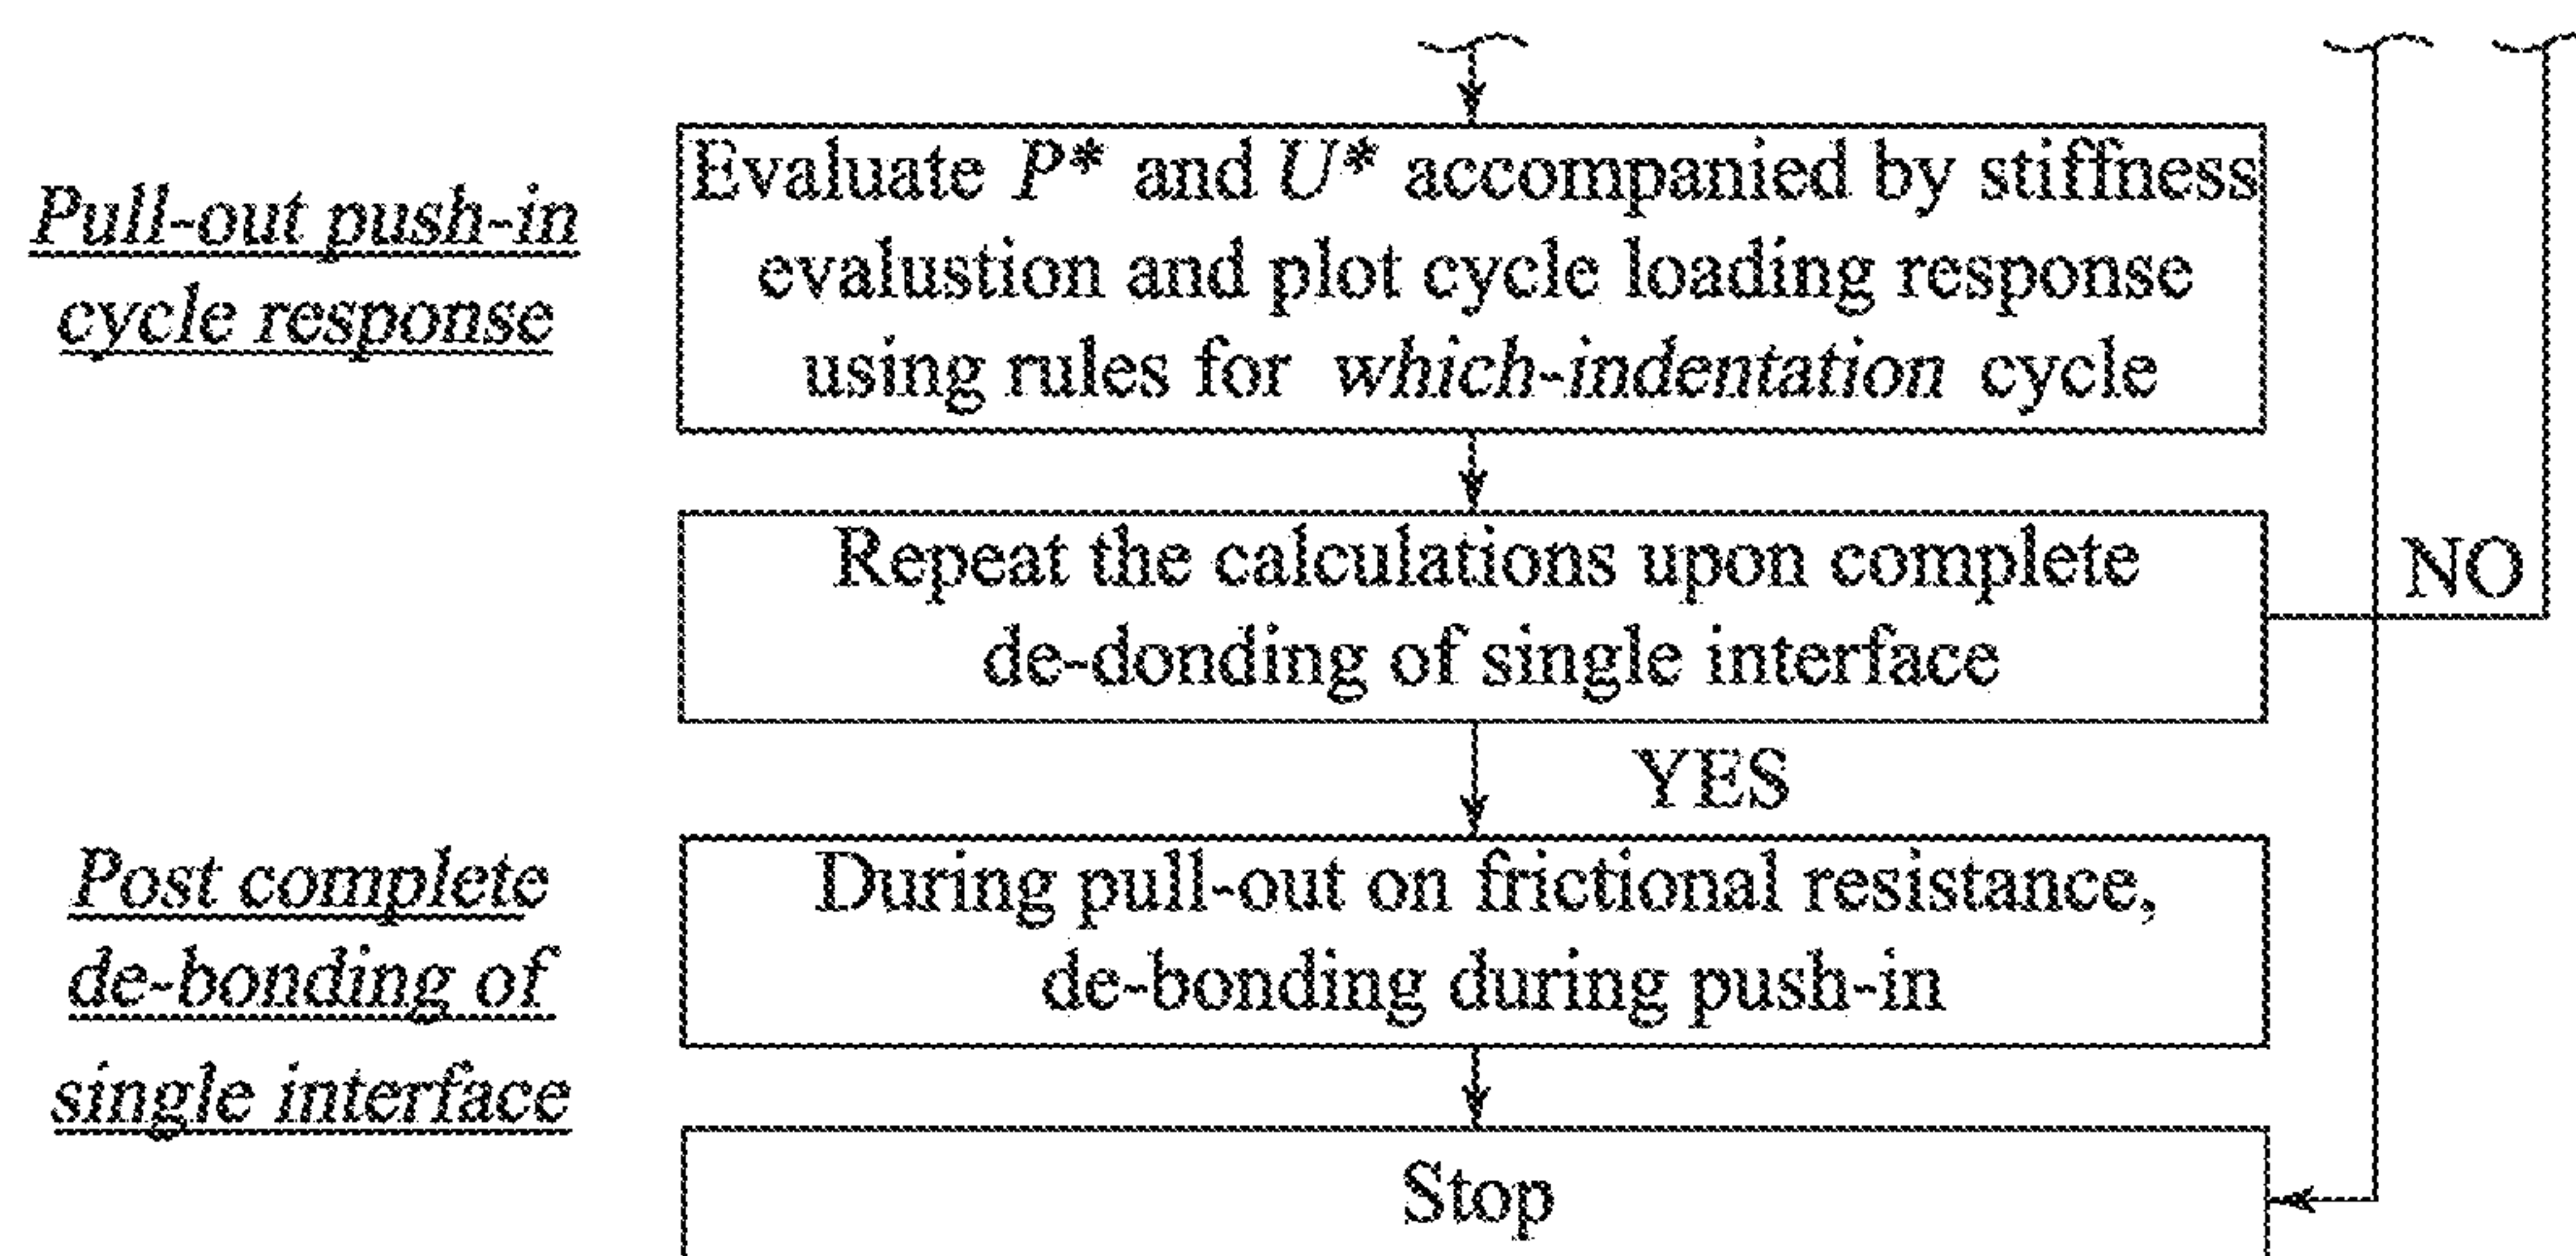 Pull-out push-in
cycle response
Evaluate P* and U* accompanied by stiffness
evalustion and plot cycle loading response
using rules for which-indentation cycle
Repeat the calculations upon complete
de-donding of single interface
NO
YES
Post complete
de-bonding of
single interface
During pull-out on frictional resistance,
de-bonding during push-in
Stop